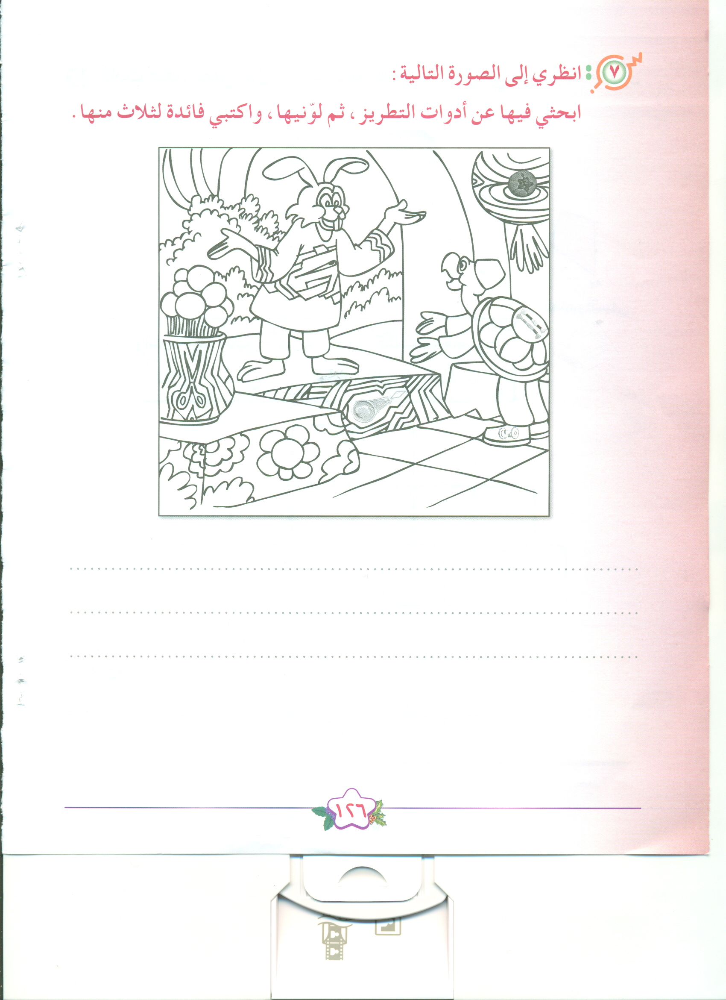 ٧ : انظري إلى الصورة التالية :
ابحثي فيها عن أدوات التطريز ، ثم لوّنيها ، واكتبي فائدة لثلاث منها .
١٢٦